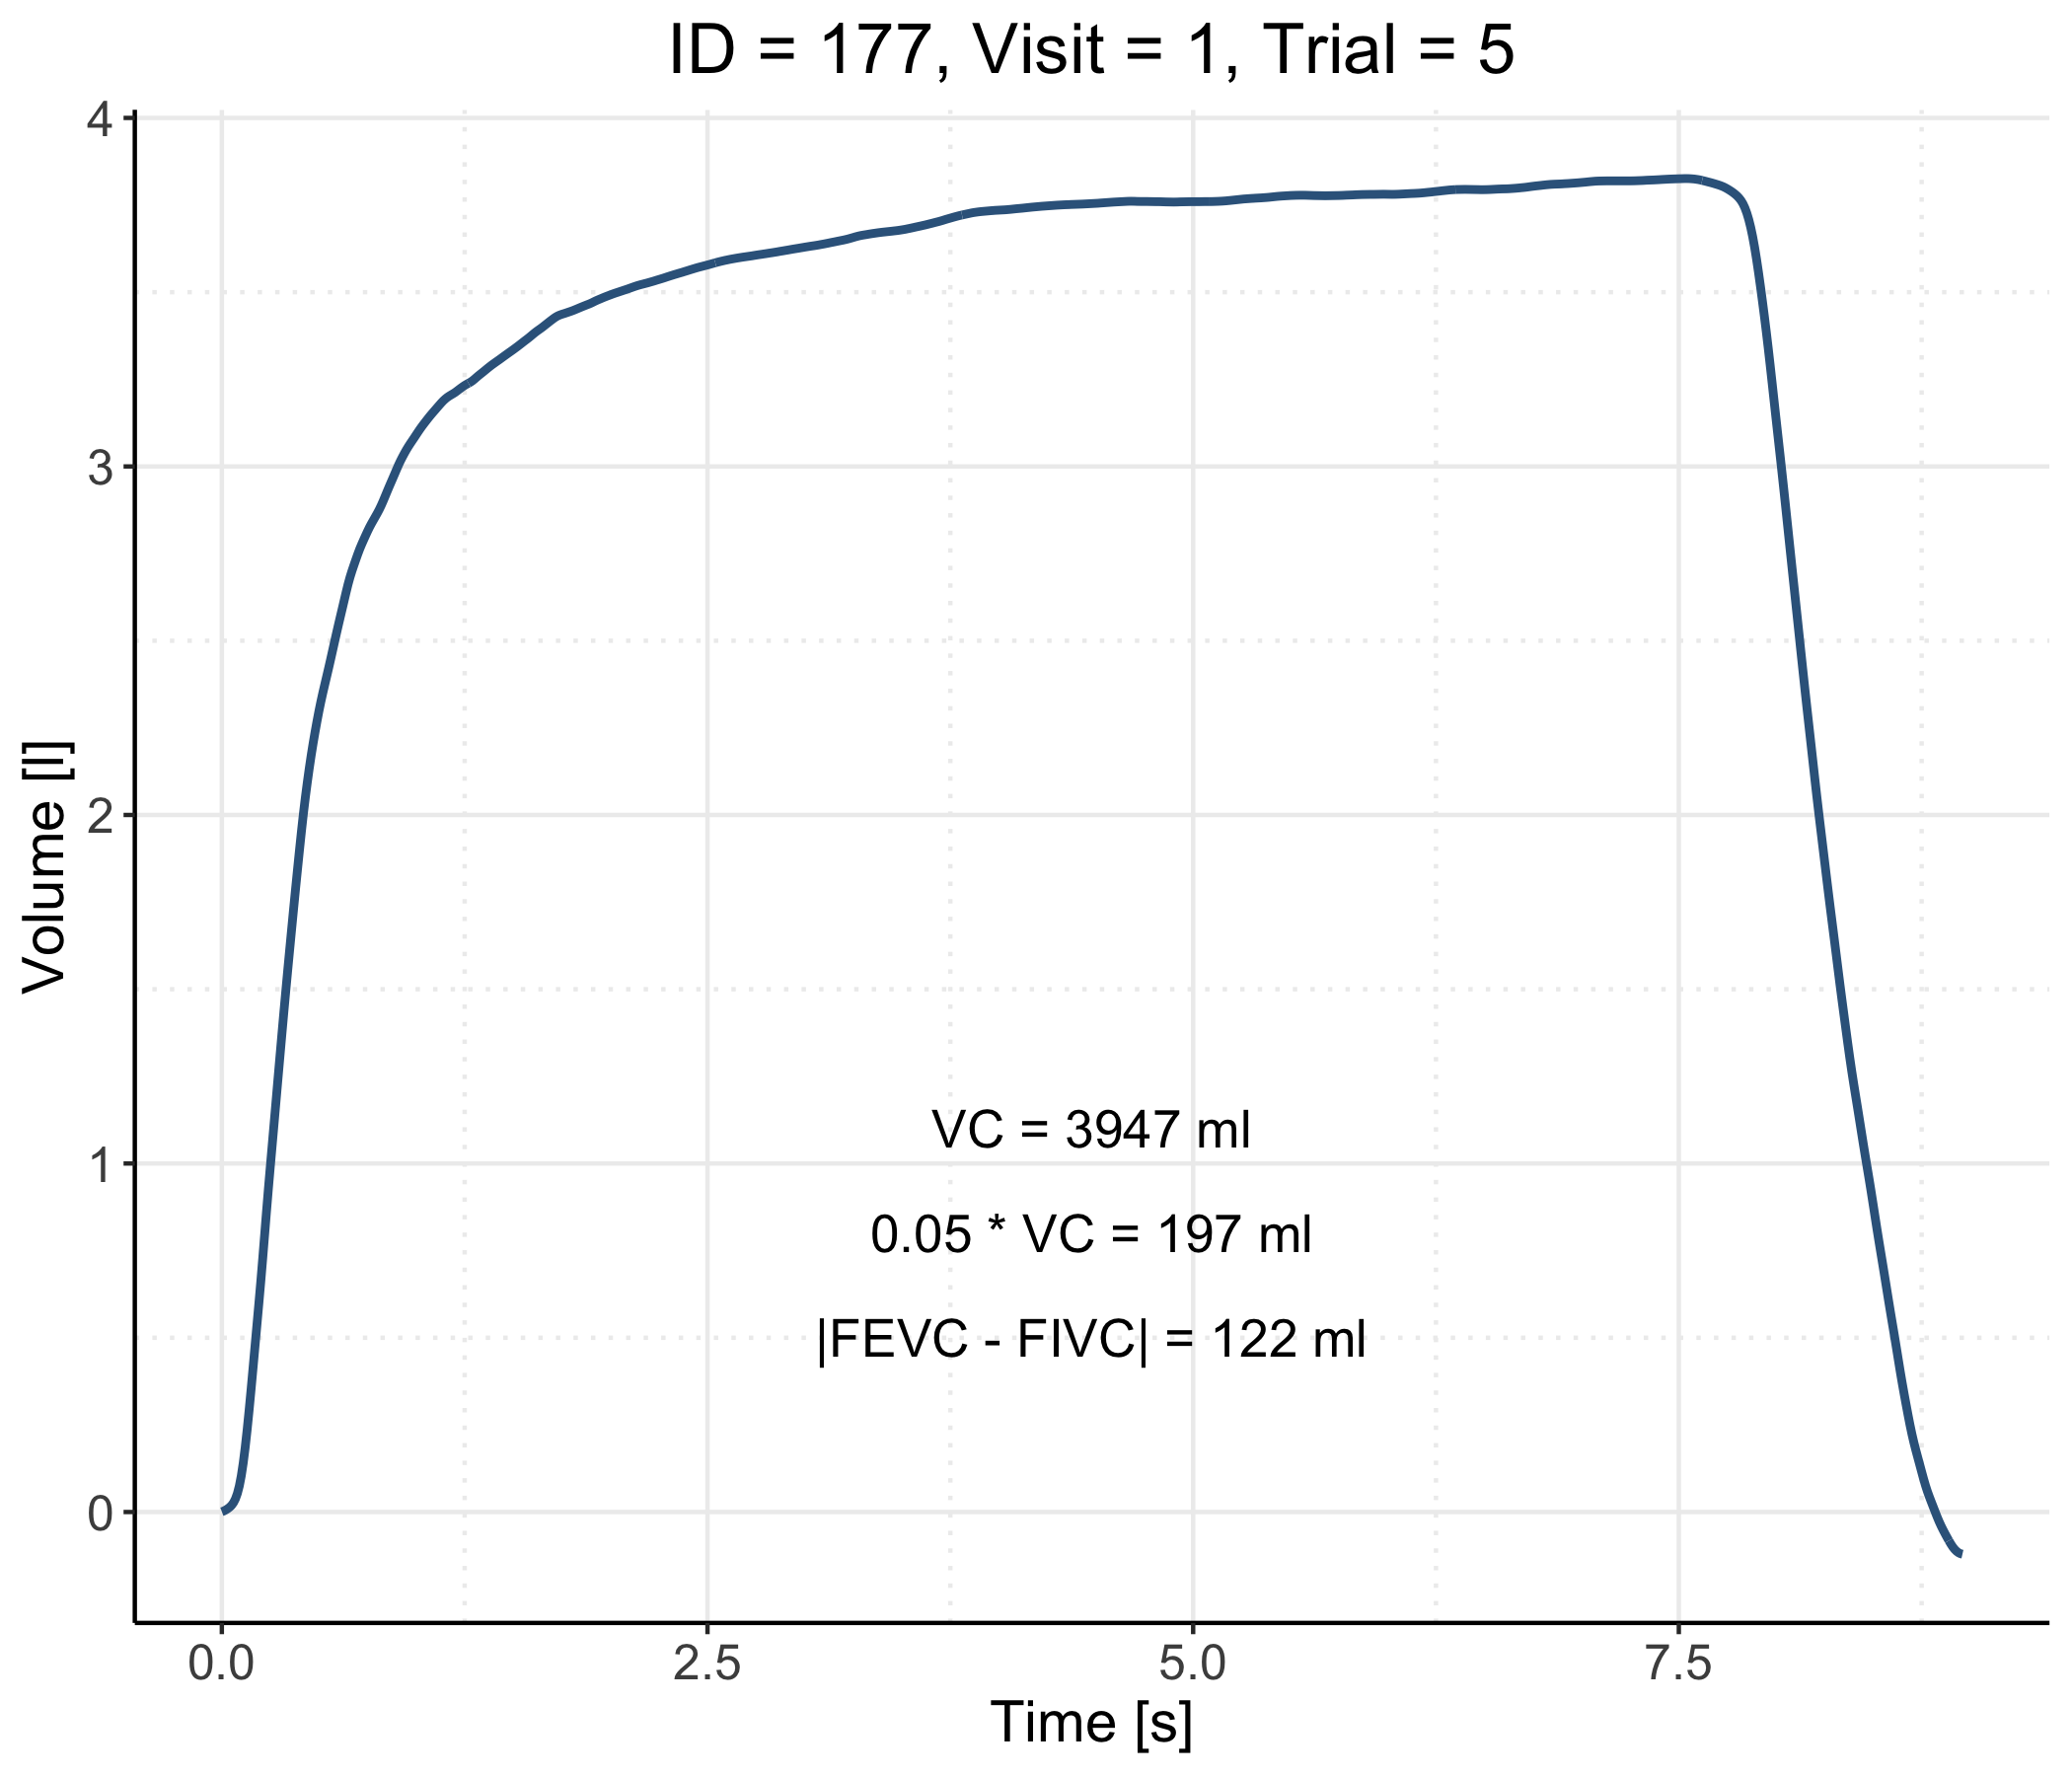 ID = 177, Visit = 1, Trial = 5
4
3
2
1
0
Volume [l]
VC = 3947 ml
0.05 * VC = 197 ml
|FEVC - FIVC| = 122 ml
0.0
2.5
5.0
7.5
Time [s]